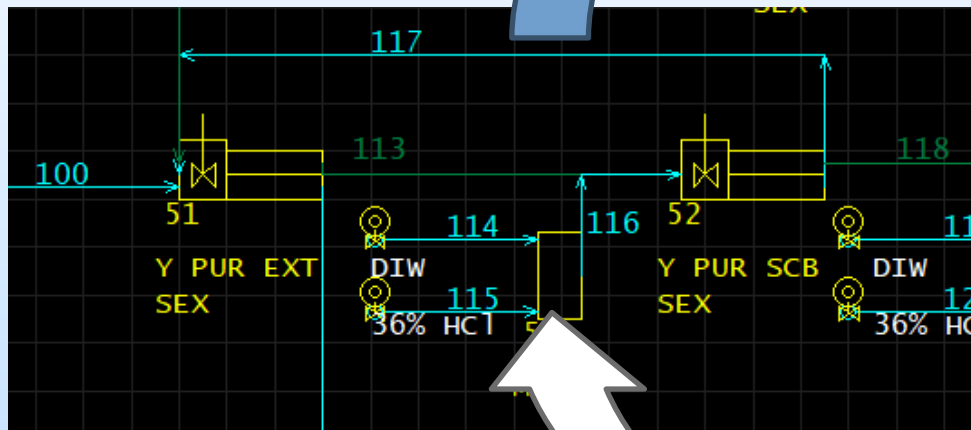 SEX
117
113
118
100
51
52
114
116
Y PUR EXT
SEX
DIW
Y PUR SCB
SEX
DIW
115
36% HCl
36%